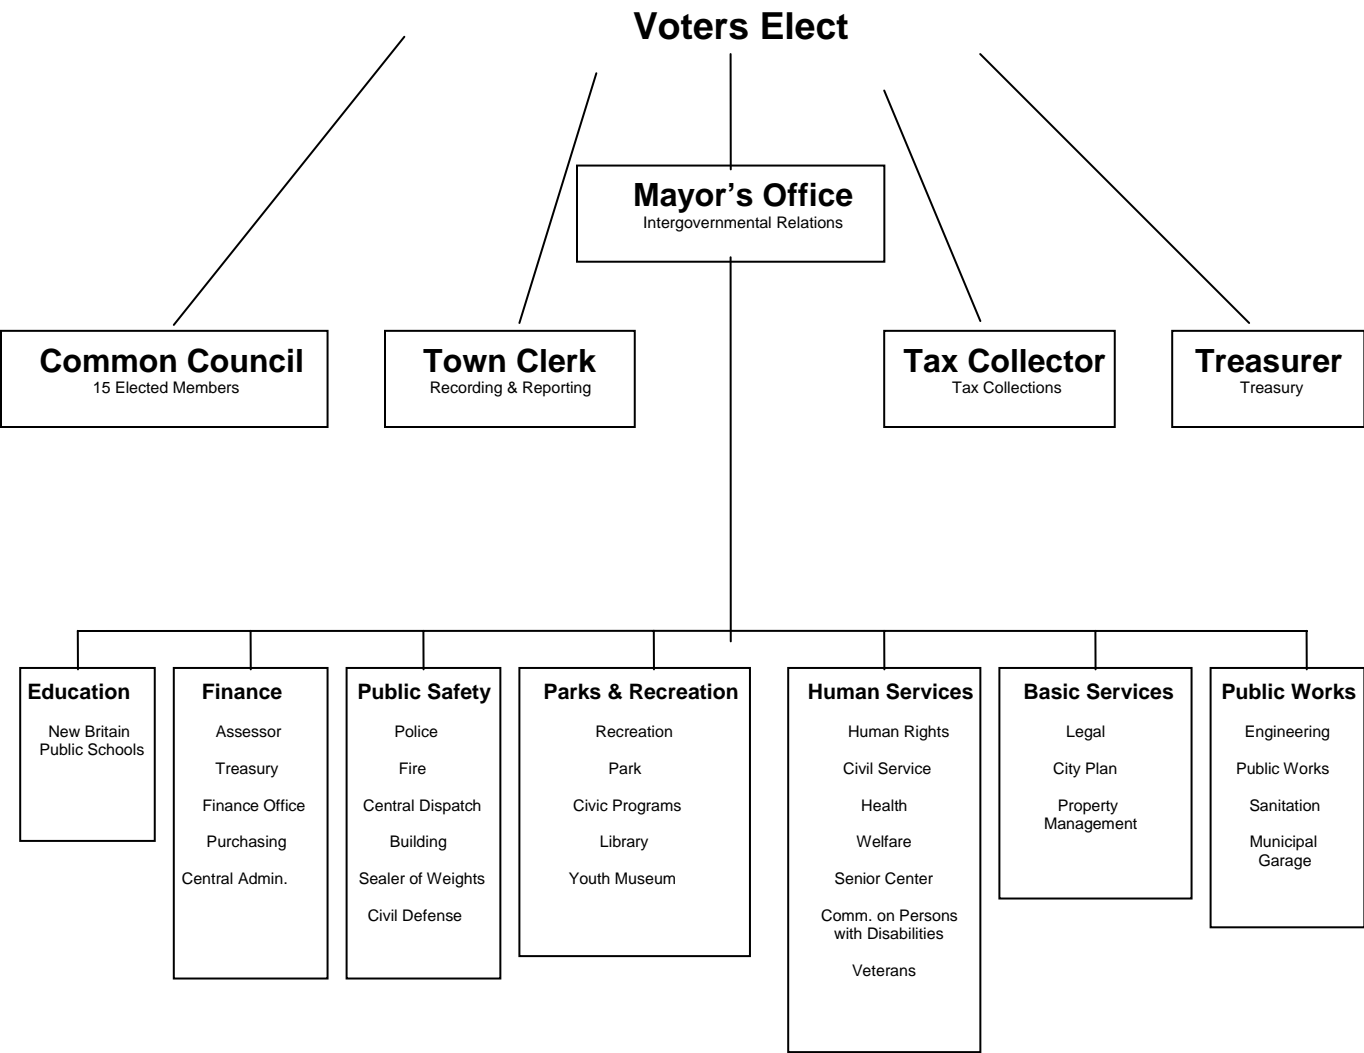 Voters Elect
Mayor’s Office
Intergovernmental Relations
Common Council
15 Elected Members
Town Clerk
Recording & Reporting
Tax Collector
Tax Collections
Treasurer
Treasury
Education
New Britain
Public Schools
Finance
Assessor
Treasury
Finance Office
Purchasing
Central Admin.
Public Safety
Police
Fire
Central Dispatch
Building
Sealer of Weights
Civil Defense
Parks & Recreation
Recreation
Park
Civic Programs
Library
Youth Museum
Human Services
Human Rights
Civil Service
Health
Welfare
Senior Center
Comm. on Persons
with Disabilities
Veterans
Basic Services
Legal
City Plan
Property
Management
Public Works
Engineering
Public Works
Sanitation
Municipal
Garage